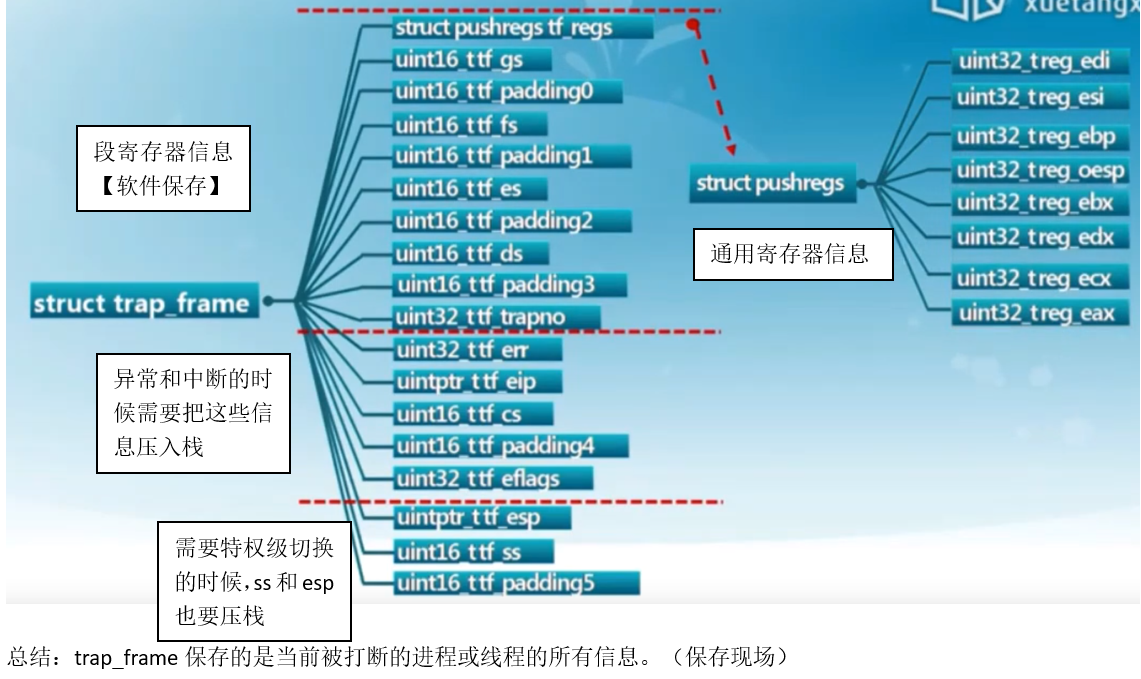 xuetangx
struct pushregs tf_regs
uint16_t tf_gs
uint16_t tf_padding0
uint16_t tf_fs
uint16_t tf_padding1
uint16_t tf_es
uint16_t tf_padding2
uint16_t tf_ds
uint16_t tf_padding3
uint32_t tf_trapno
uint32_t tf_err
uintptr_t tf_eip
uint16_t tf_cs
uint16_t tf_padding4
uint32_t tf_eflags
uintptr_t tf_esp
uint16_t tf_ss
uint16_t tf_padding5
段寄存器信息
【软件保存】
struct trap_frame
异常和中断的时
候需要把这些信
息压入栈
需要特权级切换
的时候,ss 和 esp
也要压栈
struct pushregs
通用寄存器信息
uint32_t reg_edi
uint32_t reg_esi
uint32_t reg_ebp
uint32_t reg_oesp
uint32_t reg_ebx
uint32_t reg_edx
uint32_t reg_ecx
uint32_t reg_eax
总结：trap_frame 保存的是当前被打断的进程或线程的所有信息。（保存现场）